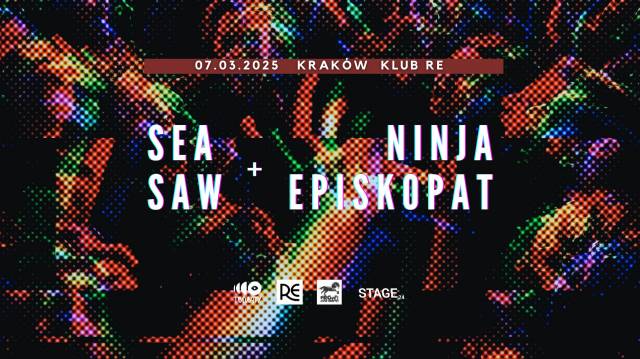 07.03.2025 KRAKÓW KLUB RE
SEA SAW
+
NINJA EPISKOPAT
RE
STAGE24